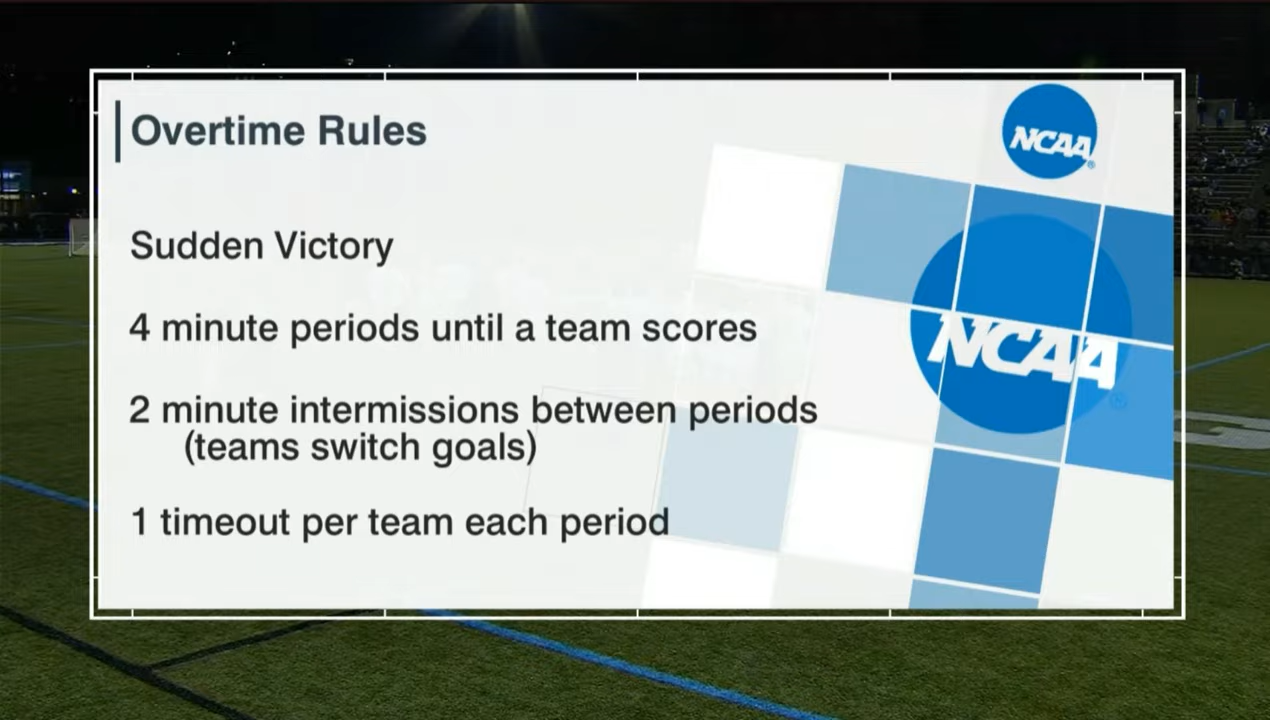 Overtime Rules
NCAA
Sudden Victory
4 minute periods until a team scores
NCAA
2 minute intermissions between periods
(teams switch goals)
1 timeout per team each period